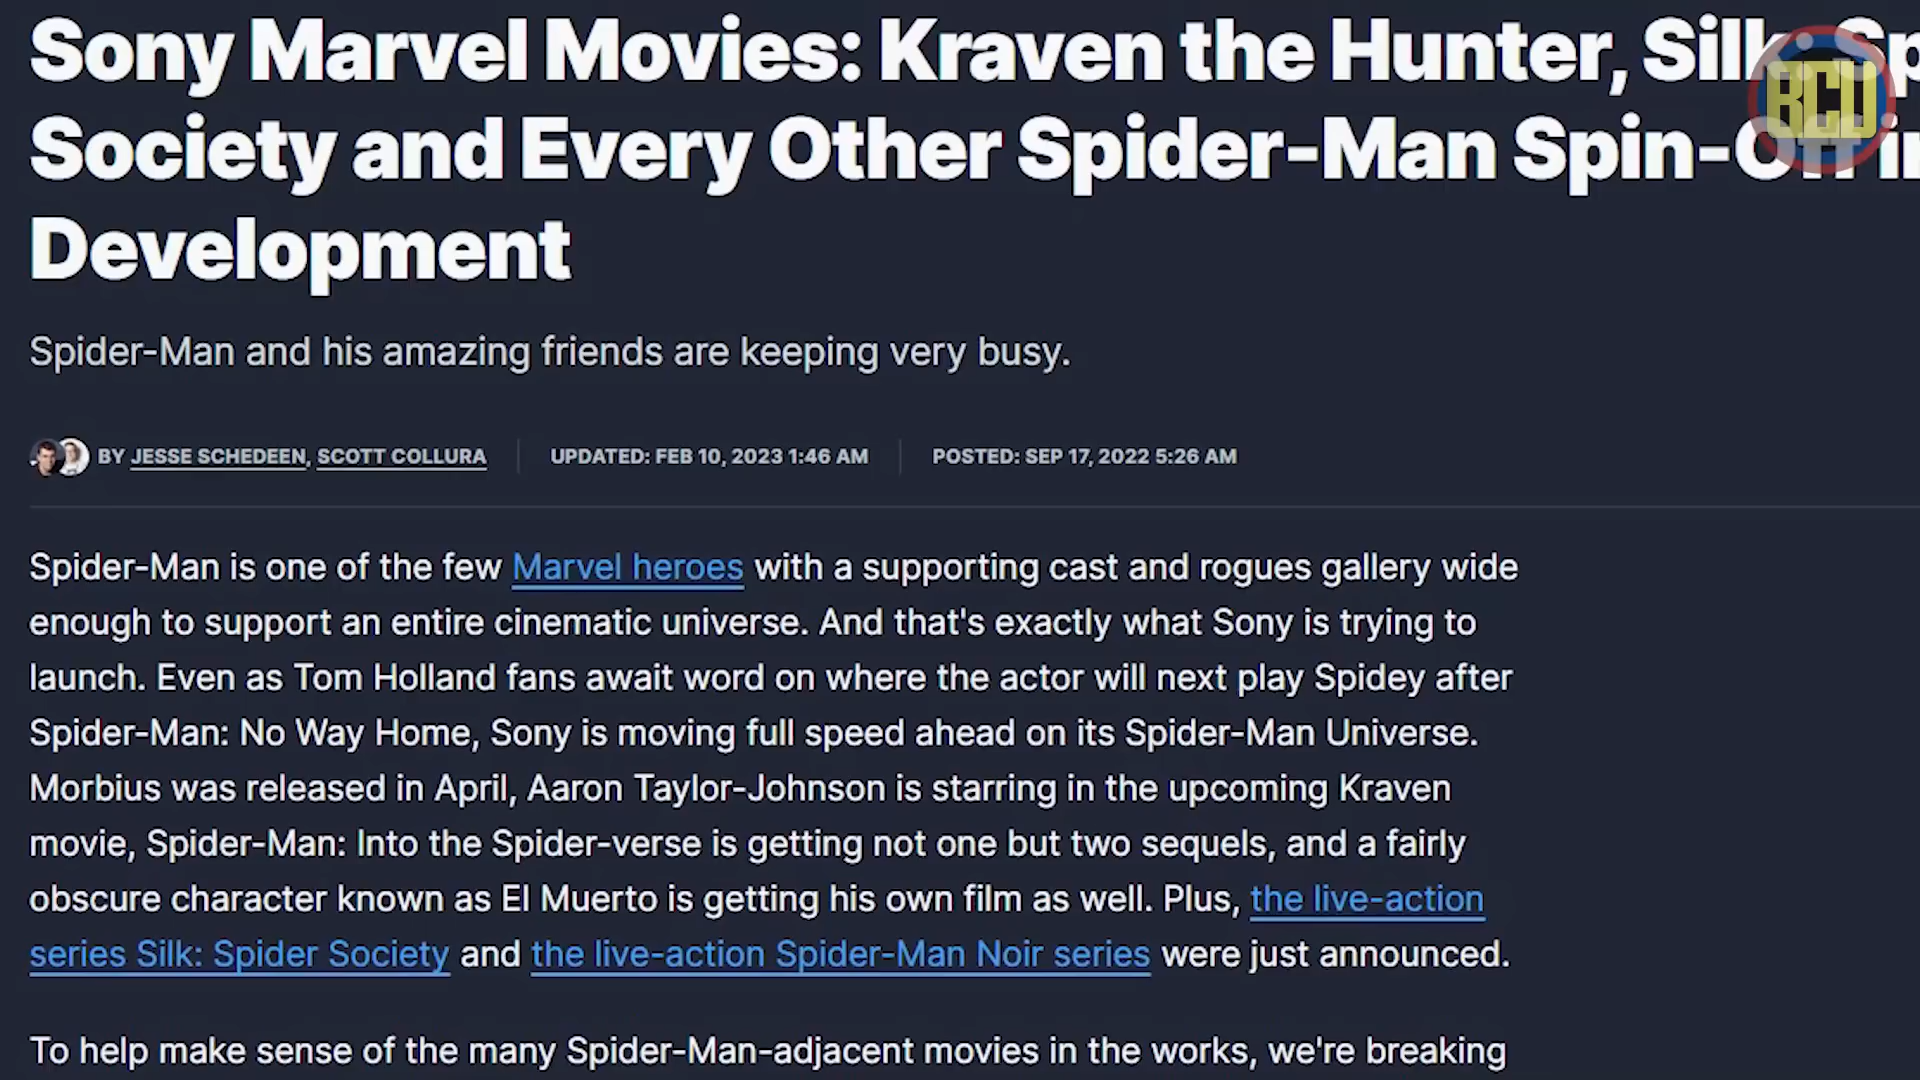 Sony Marvel Movies: Kraven the Hunter, Silk: Sp
Society and Every Other Spider-Man Spin-Off in
Development
Spider-Man and his amazing friends are keeping very busy.
BY JESSE SCHEDEEN, SCOTT COLLURA
UPDATED: FEB 10, 2023 1:46 AM
POSTED: SEP 17, 2022 5:26 AM
Spider-Man is one of the few Marvel heroes with a supporting cast and rogues gallery wide
enough to support an entire cinematic universe. And that's exactly what Sony is trying to
launch. Even as Tom Holland fans await word on where the actor will next play Spidey after
Spider-Man: No Way Home, Sony is moving full speed ahead on its Spider-Man Universe.
Morbius was released in April, Aaron Taylor-Johnson is starring in the upcoming Kraven
movie, Spider-Man: Into the Spider-verse is getting not one but two sequels, and a fairly
obscure character known as El Muerto is getting his own film as well. Plus, the live-action
series Silk: Spider Society and the live-action Spider-Man Noir series were just announced.
To help make sense of the many Spider-Man-adjacent movies in the works, we're breaking